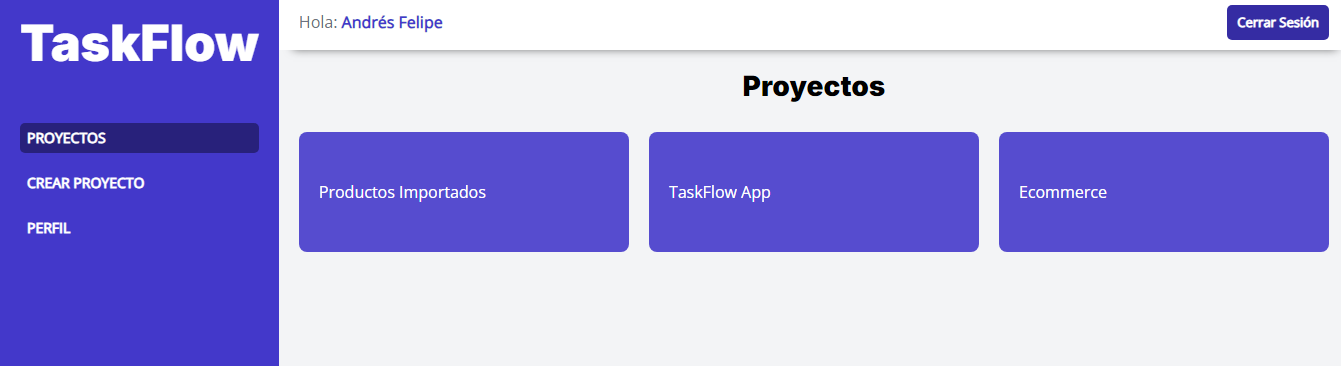 TaskFlow
PROYECTOS
CREAR PROYECTO
PERFIL
Hola: Andrés Felipe
Cerrar Sesión
Proyectos
Productos Importados
TaskFlow App
Ecommerce